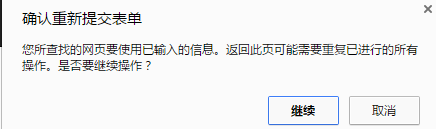 确认重新提交表单
您所查找的网页要使用已输入的信息。返回此页可能需要重复已进行的所有
操作。是否要继续操作？
继续 取消